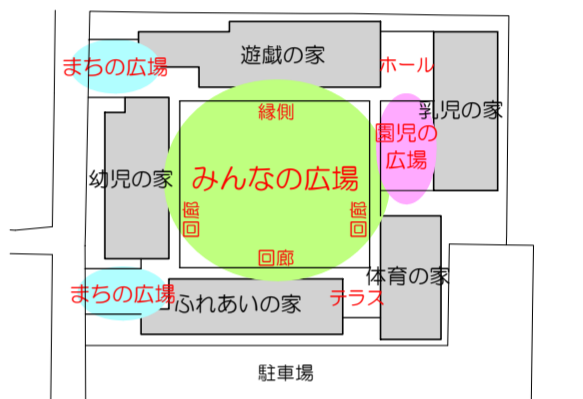 遊戯の家
まちの広場
ホール
乳児の家
縁側
園児の
広場
幼児の家
みんなの広場
回廊
回廊
回廊
体育の家
まちの広場
ふれあいの家
テラス
駐車場